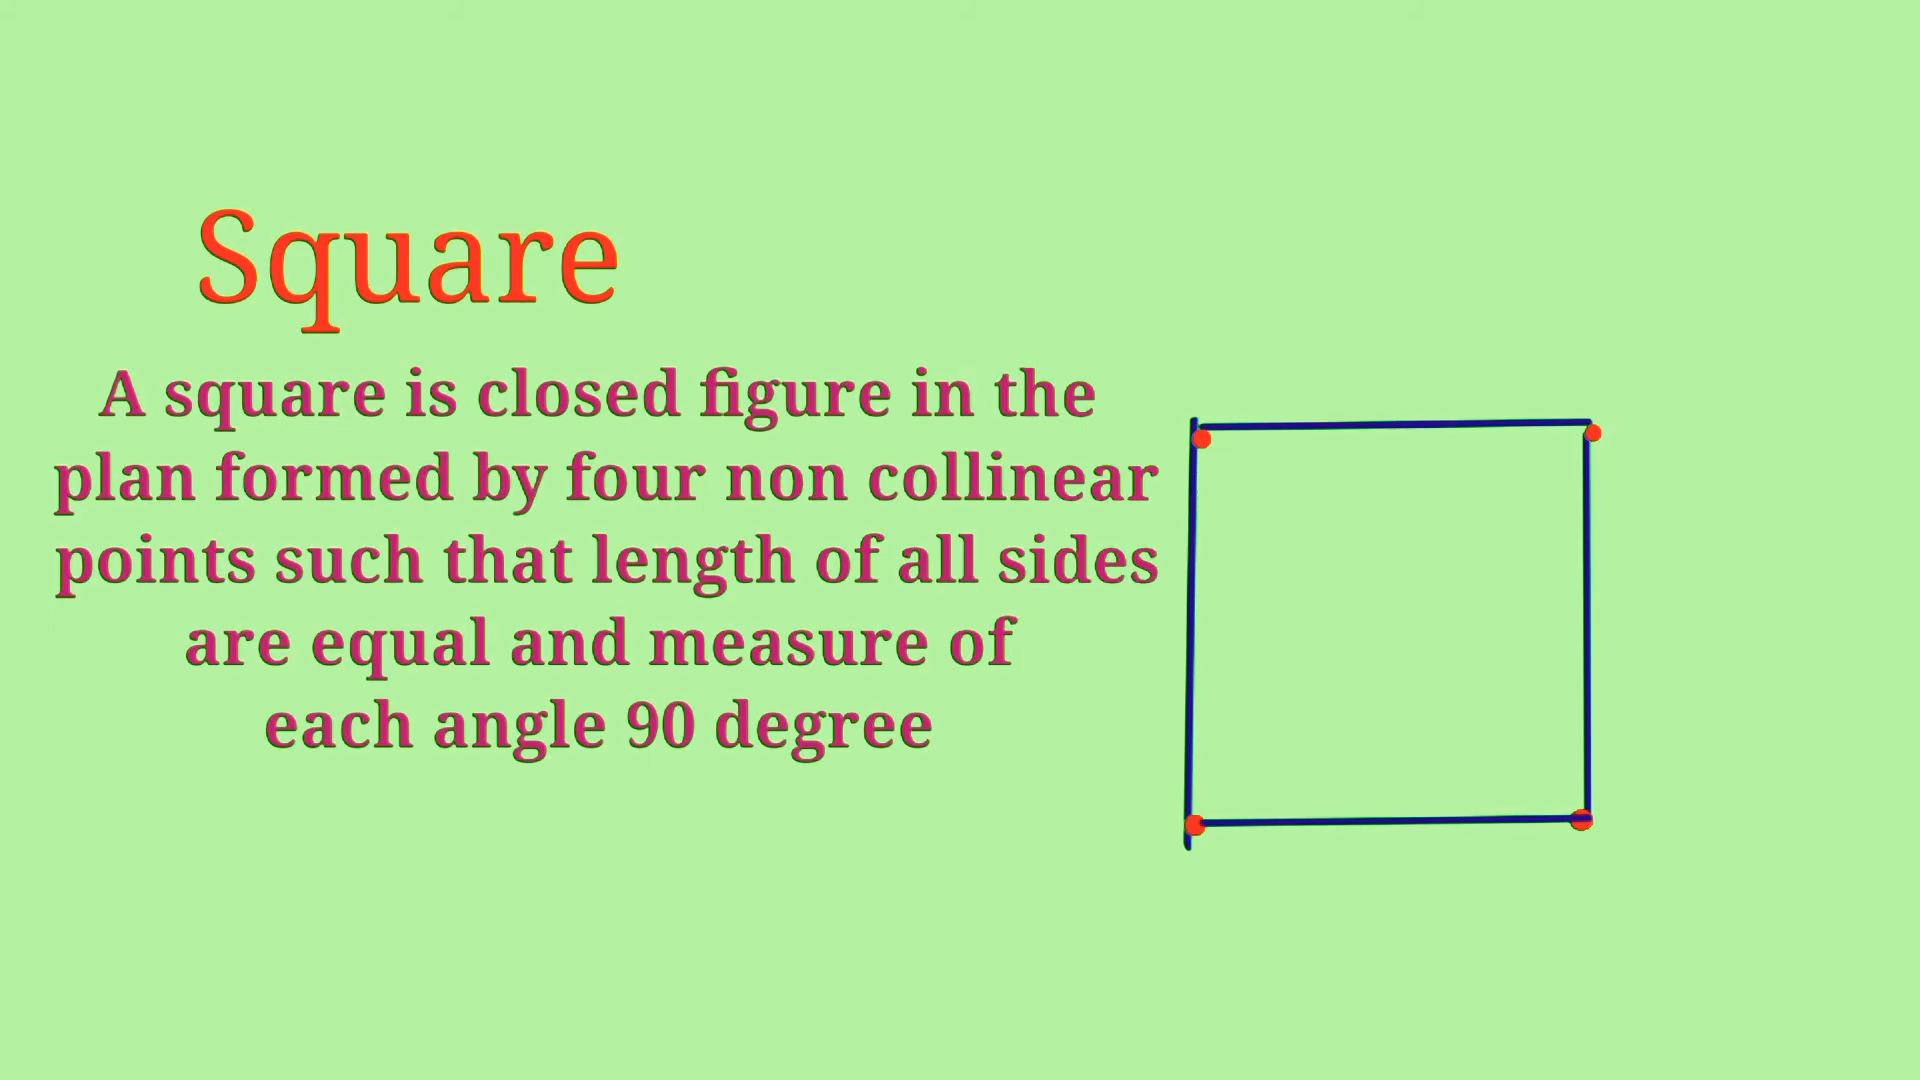 Square
A square is closed figure in the
plan formed by four non collinear
points such that length of all sides
are equal and measure of
each angle 90 degree